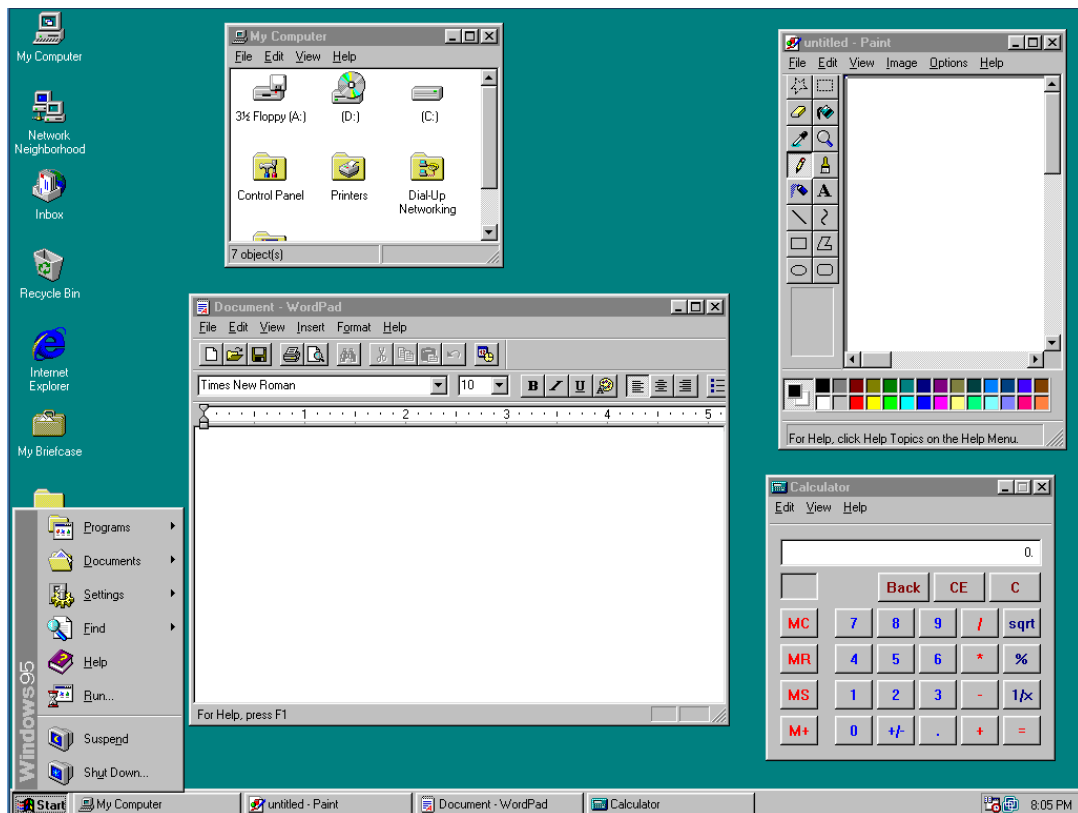 My Computer
Network
Neighborhood
Inbox
Recycle Bin
Internet
Explorer
My Briefcase
My Computer
File Edit View Help
3½ Floppy (A:) (D:) (C:)
Control Panel Printers Dial-Up
Networking
7 object(s)
untitled - Paint
File Edit View Image Options Help
A
For Help, click Help Topics on the Help Menu.
Document - WordPad
File Edit View Insert Format Help
Times New Roman 10 B I U
1 2 3 4 5
For Help, press F1
Calculator
Edit View Help
0.
Back CE C
MC 7 8 9 / sqrt
MR 4 5 6 * %
MS 1 2 3 - 1/x
M+ 0 +/- . + =
Windows95
Programs
Documents
Settings
Find
Help
Run...
Suspend
Shut Down...
Start My Computer untitled - Paint Document - WordPad Calculator 8:05 PM